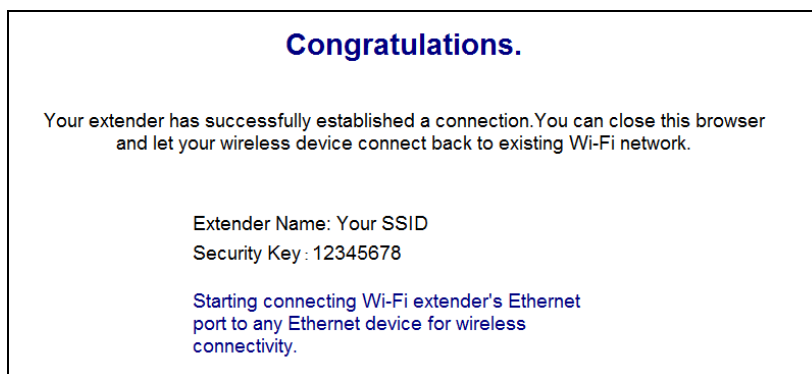 Congratulations.
Your extender has successfully established a connection.You can close this browser
and let your wireless device connect back to existing Wi-Fi network.
Extender Name: Your SSID
Security Key : 12345678
Starting connecting Wi-Fi extender's Ethernet
port to any Ethernet device for wireless
connectivity.